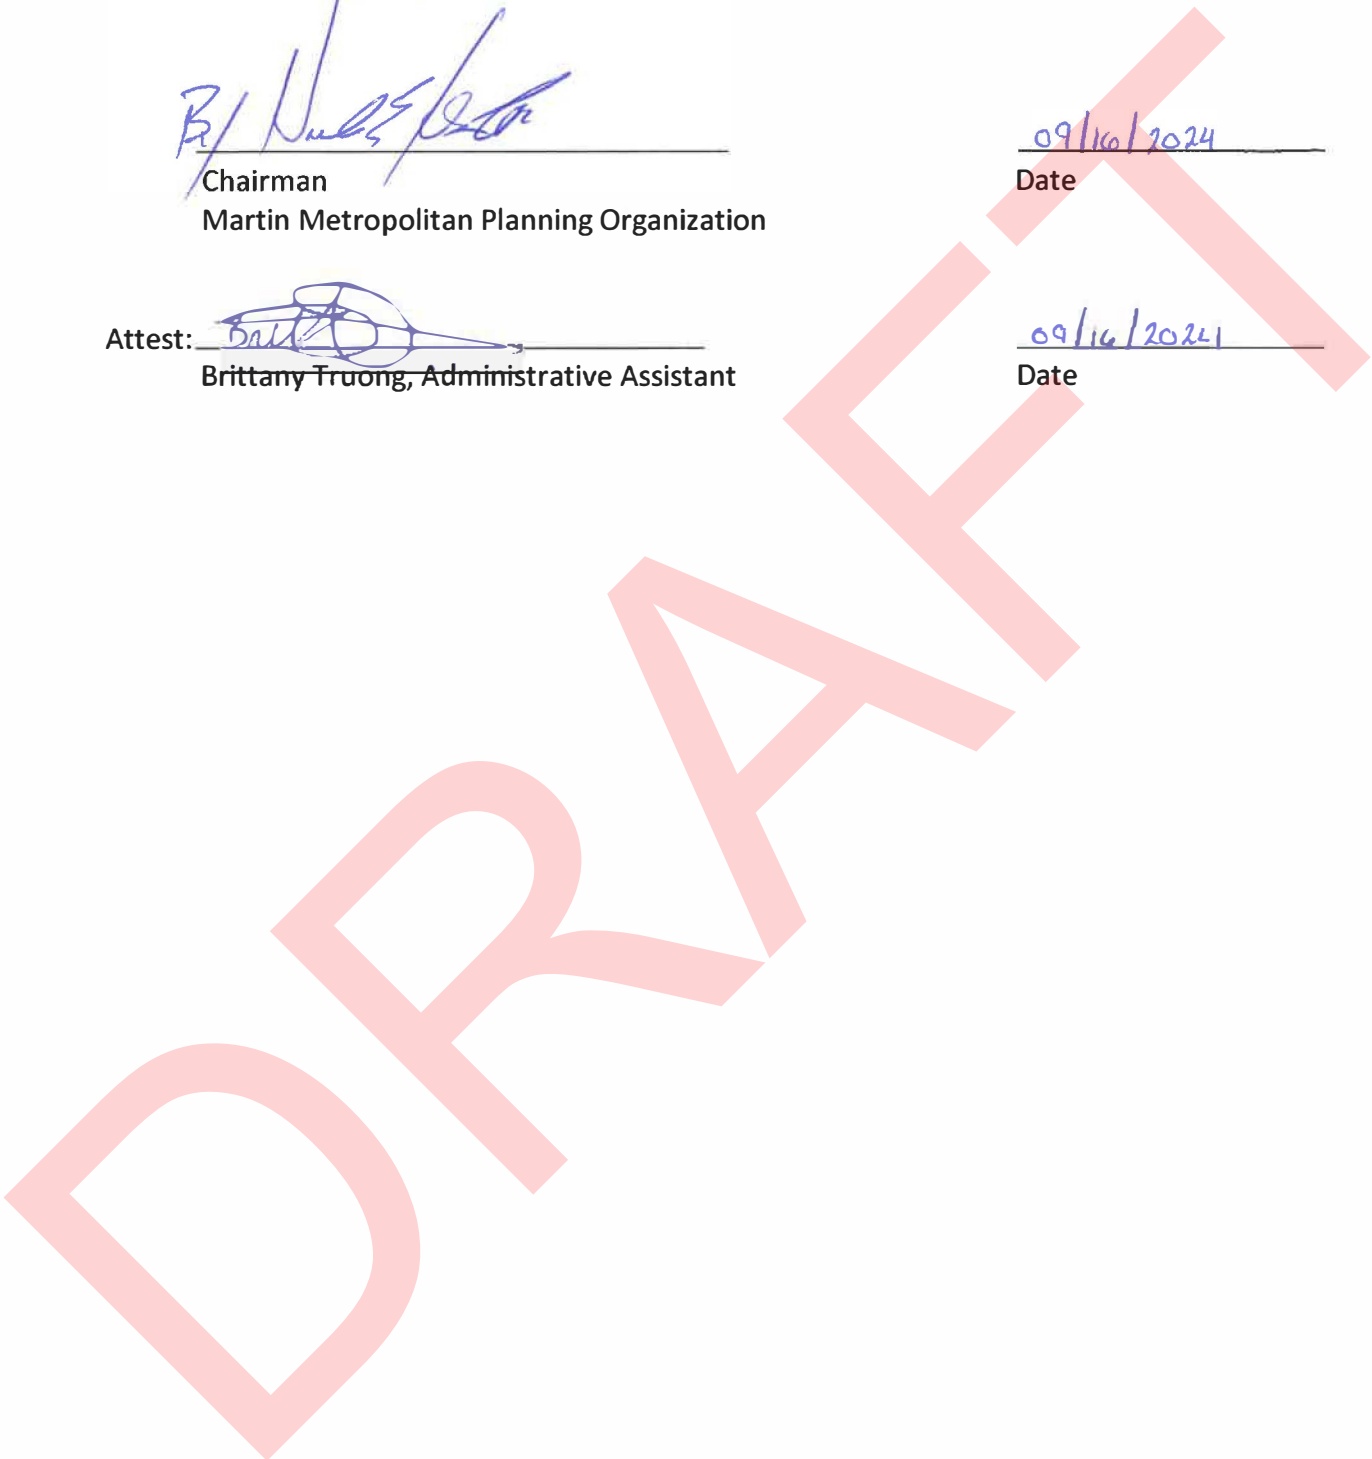 09/16/2024
Chairman Date
Martin Metropolitan Planning Organization
Attest: 09/16/2024
Brittany Truong, Administrative Assistant Date
DRAFT